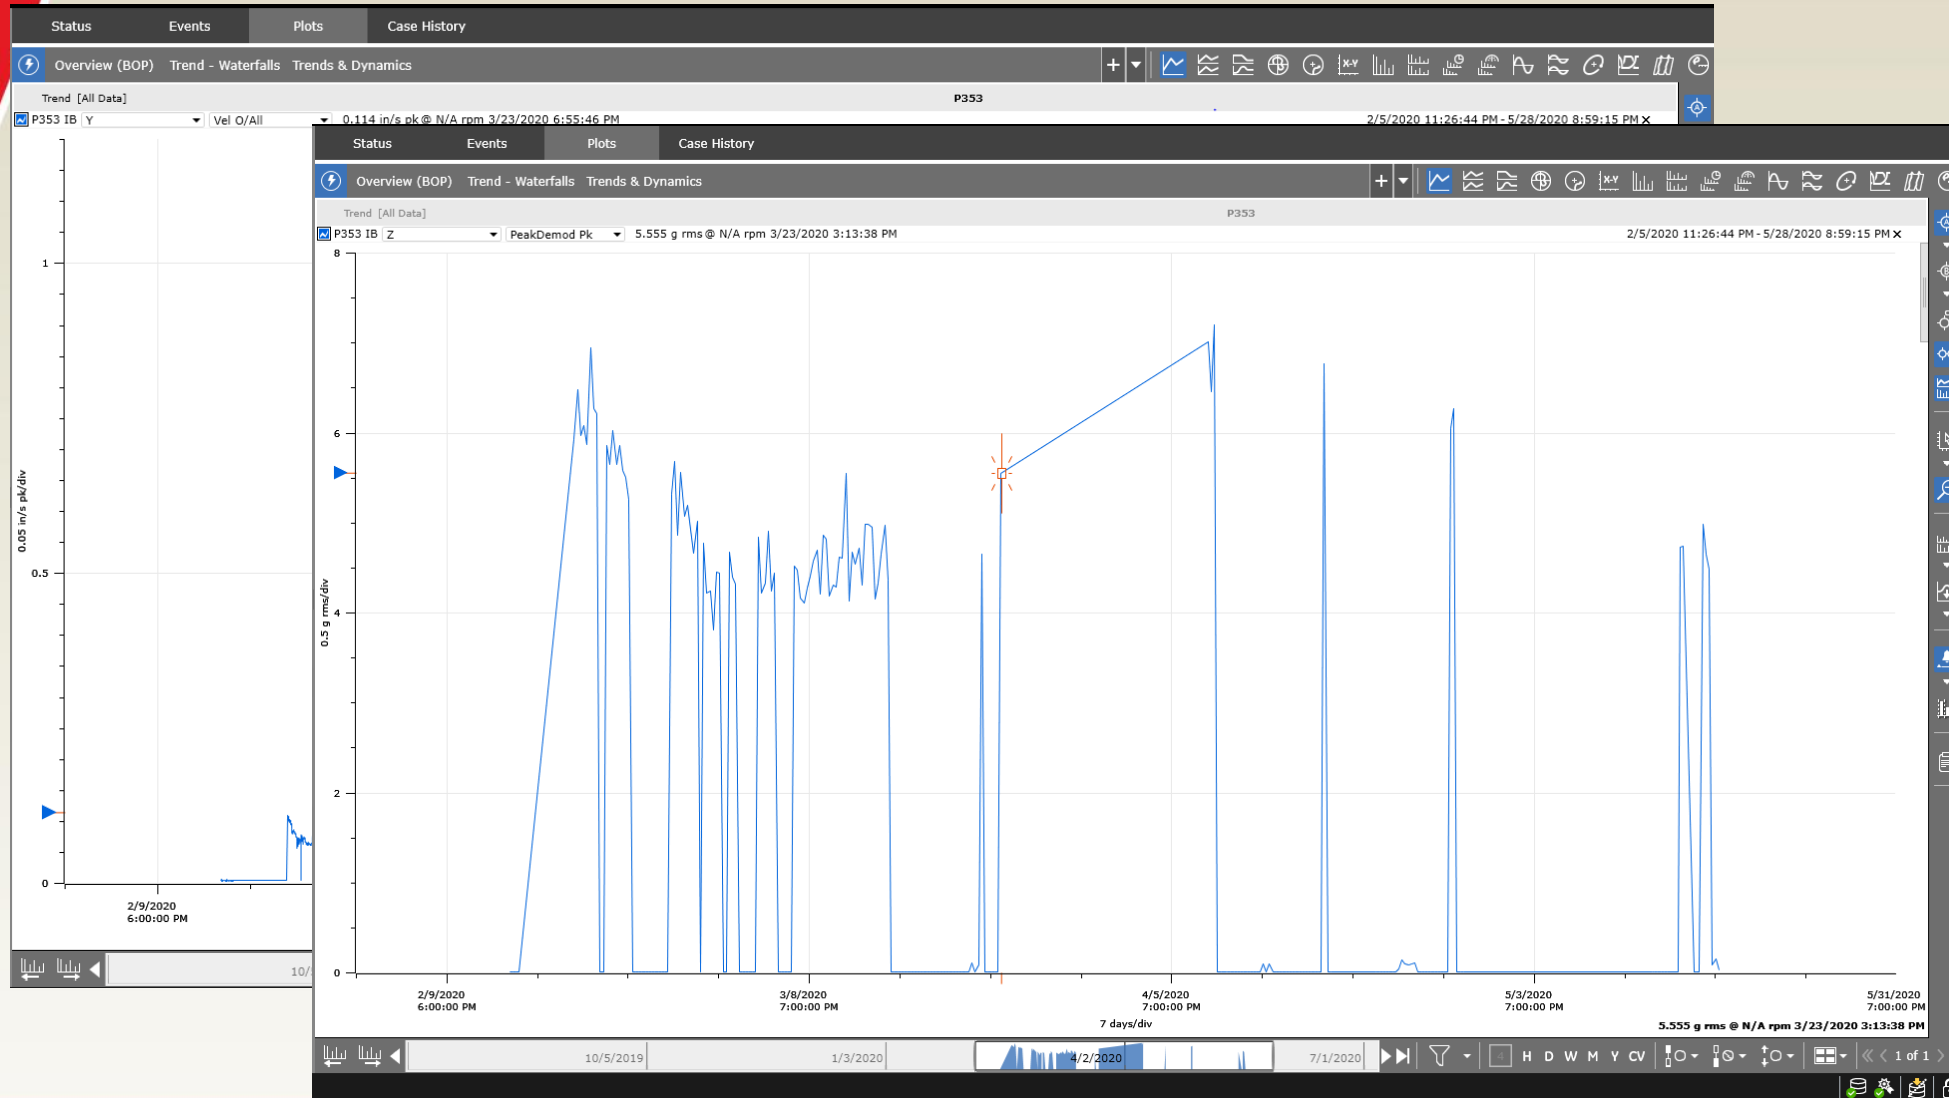 Status Events Plots Case History
Overview (BOP) Trend - Waterfalls Trends & Dynamics
X-Y
Trend [All Data] P353
P353 IB Y Vel O/All 0.114 in/s pk@ N/A rpm 3/23/2020 6:55:46 PM 2/5/2020 11:26:44 PM - 5/28/2020 8:59:15 PM
1
0.5
0
0.05 in/s pk/div
2/9/2020
6:00:00 PM
Status Events Plots Case History
Overview (BOP) Trend - Waterfalls Trends & Dynamics
X-Y
Trend [All Data] P353
P353 IB Z PeakDemod Pk 5.555 g rms@ N/A rpm 3/23/2020 3:13:38 PM 2/5/2020 11:26:44 PM - 5/28/2020 8:59:15 PM
8
6
4
2
0
0.5 g rms/div
2/9/2020 3/8/2020 4/5/2020 5/3/2020 5/31/2020
6:00:00 PM 7:00:00 PM 7:00:00 PM 7:00:00 PM 7:00:00 PM
7 days/div
5.555 g rms @ N/A rpm 3/23/2020 3:13:38 PM
10/5/2019 1/3/2020 4/2/2020 7/1/2020
4 H D W M Y CV 1 of 1